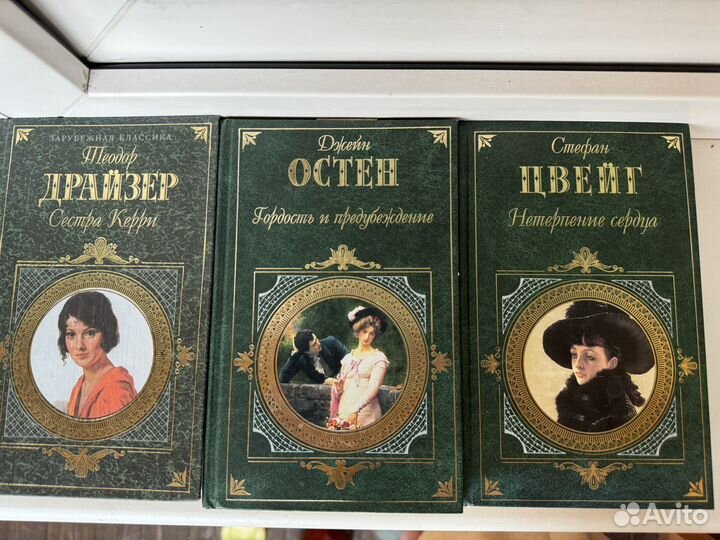 ЗАРУБЕЖНАЯ КЛАССИКА
Теодор
ДРАЙЗЕР
Сестра Керри
Джейн
ОСТЕН
Гордость и предубеждение
Стефан
ЦВЕЙГ
Нетерпение сердца
Avito